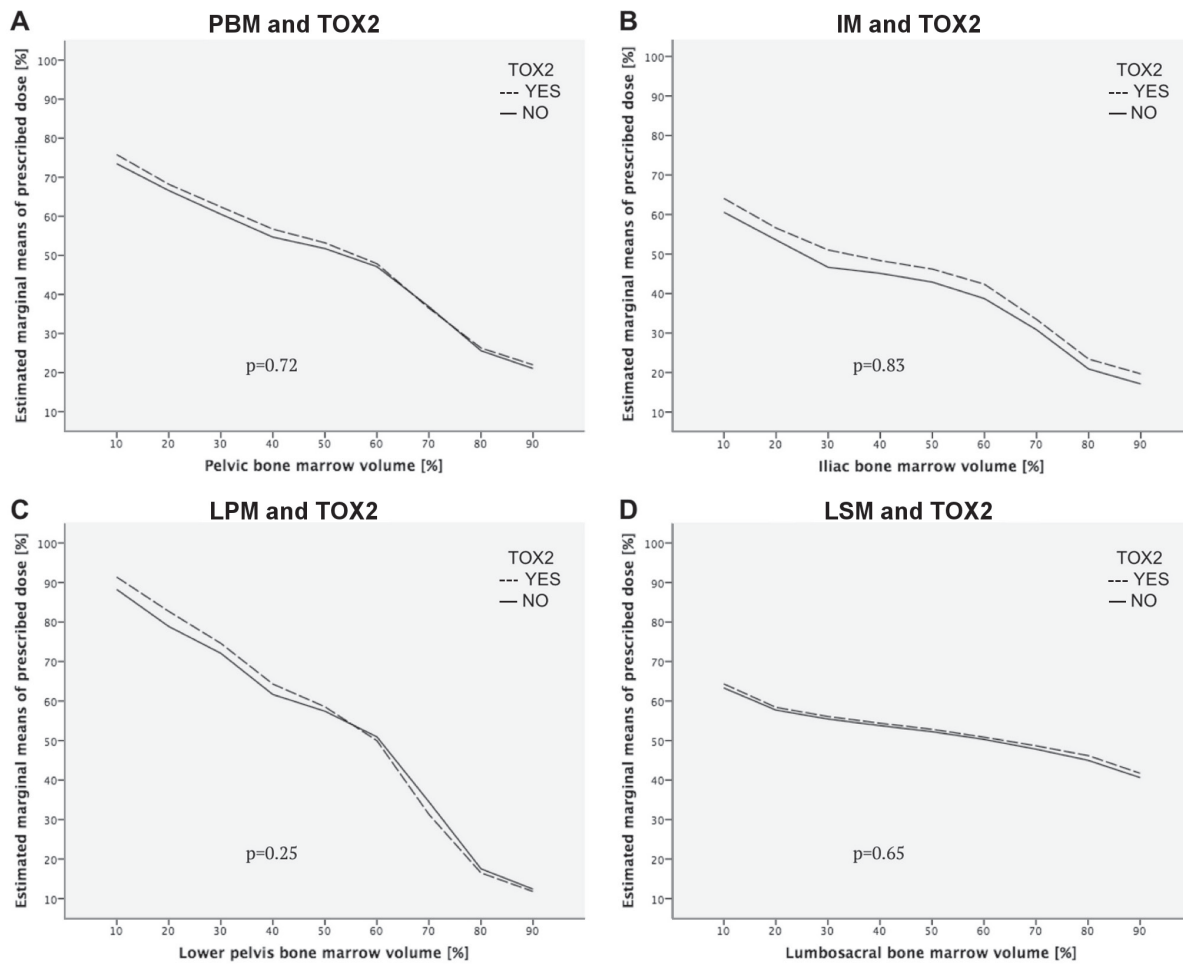 A
PBM and TOX2
Estimated marginal means of prescribed dose [%]
100
90
80
70
60
50
40
30
20
10
TOX2
--- YES
— NO
p=0.72
10 20 30 40 50 60 70 80 90
Pelvic bone marrow volume [%]
B
IM and TOX2
Estimated marginal means of prescribed dose [%]
100
90
80
70
60
50
40
30
20
10
TOX2
--- YES
— NO
p=0.83
10 20 30 40 50 60 70 80 90
Iliac bone marrow volume [%]
C
LPM and TOX2
Estimated marginal means of prescribed dose [%]
100
90
80
70
60
50
40
30
20
10
TOX2
--- YES
— NO
p=0.25
10 20 30 40 50 60 70 80 90
Lower pelvis bone marrow volume [%]
D
LSM and TOX2
Estimated marginal means of prescribed dose [%]
100
90
80
70
60
50
40
30
20
10
TOX2
--- YES
— NO
p=0.65
10 20 30 40 50 60 70 80 90
Lumbosacral bone marrow volume [%]